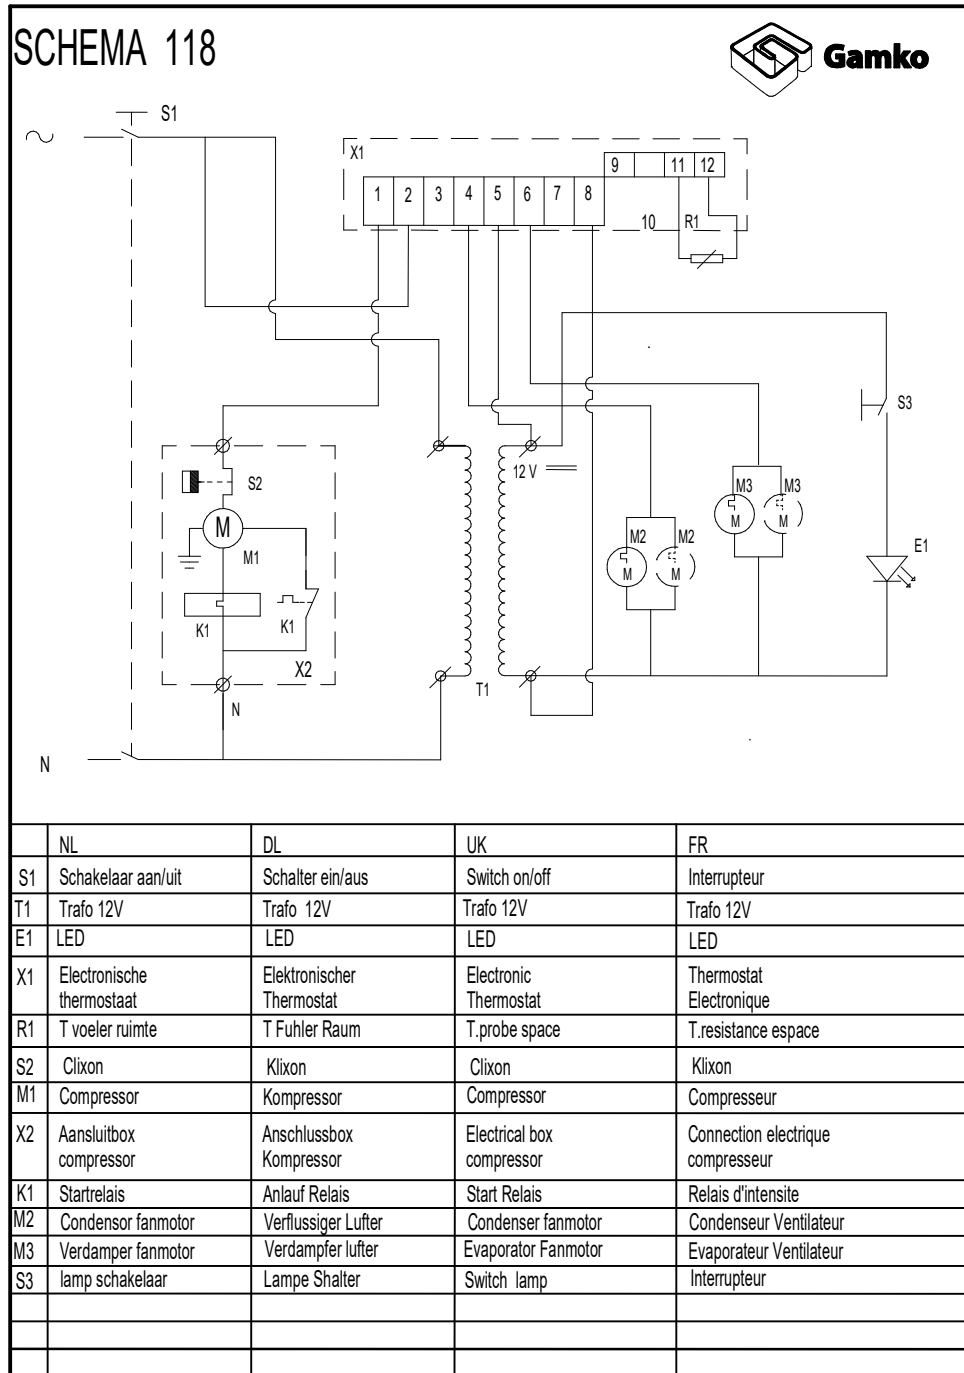 SCHEMA 118
Gamko
S1
X1
9 11 12
1 2 3 4 5 6 7 8
10 R1
S3
12 V
S2
M3 M3
M M
M
M1
M2 M2
M M
E1
K1 K1
X2
T1
N
N
NL DL UK FR
S1 Schakelaar aan/uit Schalter ein/aus Switch on/off Interrupteur
T1 Trafo 12V Trafo 12V Trafo 12V Trafo 12V
E1 LED LED LED LED
X1 Electronische Elektronischer Electronic Thermostat
thermostaat Thermostat Thermostat Electronique
R1 T voeler ruimte T Fuhler Raum T.probe space T.resistance espace
S2 Clixon Klixon Clixon Klixon
M1 Compressor Kompressor Compressor Compresseur
X2 Aansluitbox Anschlussbox Electrical box Connection electrique
compressor Kompressor compressor compresseur
K1 Startrelais Anlauf Relais Start Relais Relais d'intensite
M2 Condensor fanmotor Verflussiger Lufter Condenser fanmotor Condenseur Ventilateur
M3 Verdamper fanmotor Verdampfer lufter Evaporator Fanmotor Evaporateur Ventilateur
S3 lamp schakelaar Lampe Shalter Switch lamp Interrupteur